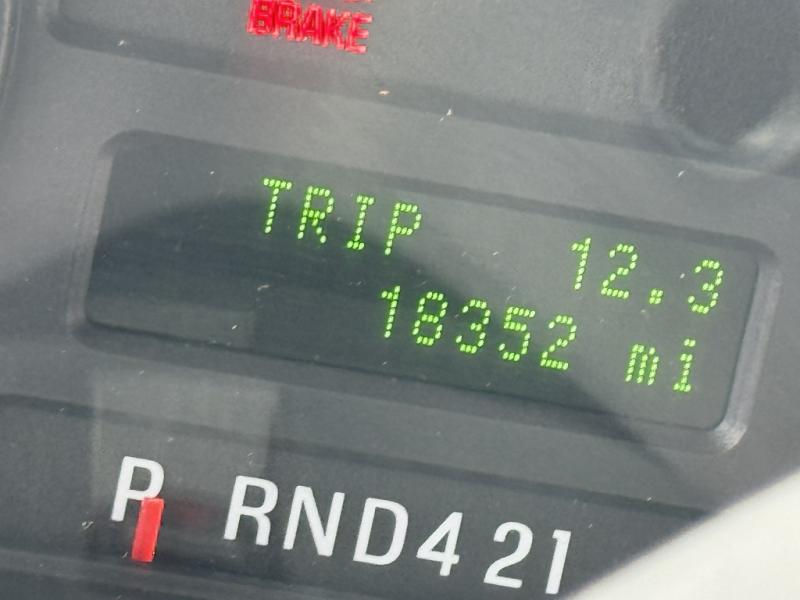 BRAKE
TRIP 12.3
18352 mi
P RND421